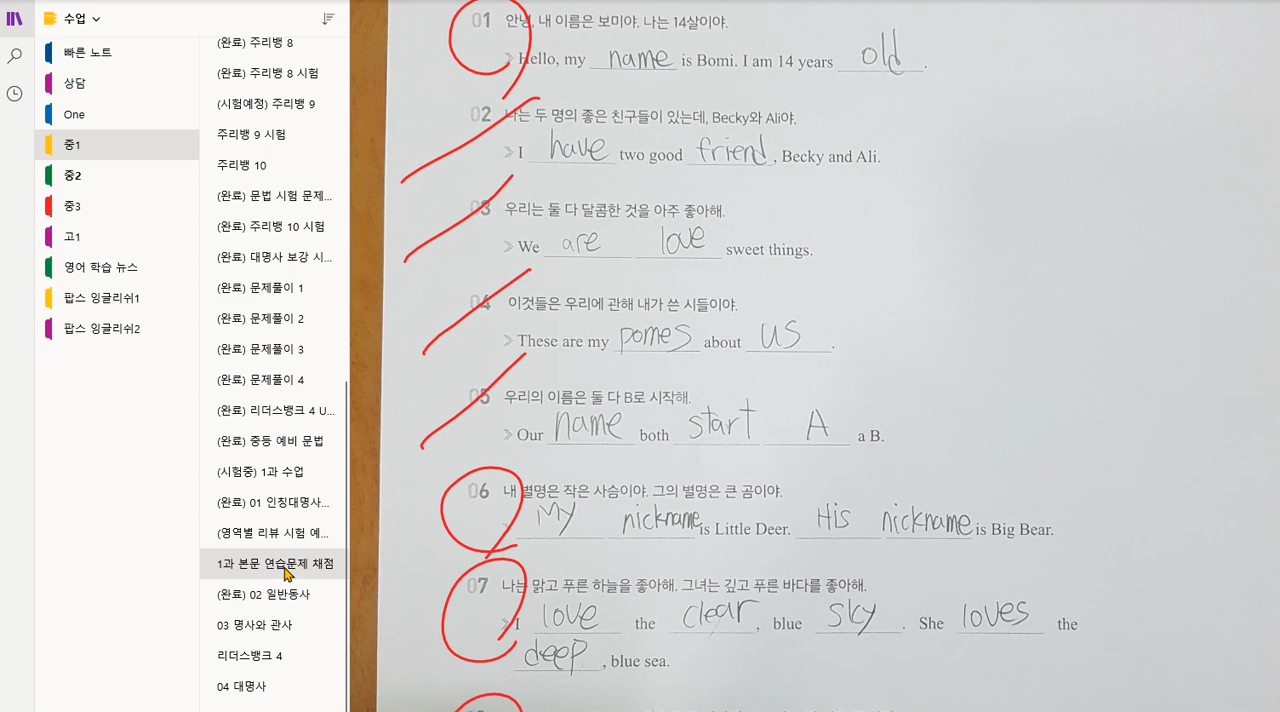 수업
빠른 노트
상담
One
중1
중2
중3
고1
영어 학습 뉴스
팝스 잉글리쉬1
팝스 잉글리쉬2
(완료) 주리뱅 8
(완료) 주리뱅 8 시험
(시험예정) 주리뱅 9
주리뱅 9 시험
주리뱅 10
(완료) 문법 시험 문제...
(완료) 주리뱅 10 시험
(완료) 대명사 보강 시...
(완료) 문제풀이 1
(완료) 문제풀이 2
(완료) 문제풀이 3
(완료) 문제풀이 4
(완료) 리더스뱅크 4 U...
(완료) 중등 예비 문법
(시험중) 1과 수업
(완료) 01 인칭대명사...
(영역별 리뷰 시험 예...
1과 본문 연습문제 채점
(완료) 02 일반동사
03 명사와 관사
리더스뱅크 4
04 대명사
01 안녕, 내 이름은 보미야. 나는 14살이야.
Hello, my name is Bomi. I am 14 years old.
02 나는 두 명의 좋은 친구들이 있는데, Becky와 Ali야.
I have two good friend, Becky and Ali.
03 우리는 둘 다 달콤한 것을 아주 좋아해.
We are love sweet things.
04 이것들은 우리에 관해 내가 쓴 시들이야.
These are my pomes about us.
05 우리의 이름은 둘 다 B로 시작해.
Our name both start A a B.
06 내 별명은 작은 사슴이야. 그의 별명은 큰 곰이야.
My nickname is Little Deer. His nickname is Big Bear.
07 나는 맑고 푸른 하늘을 좋아해. 그녀는 깊고 푸른 바다를 좋아해.
I love the clear, blue sky. She loves the
deep, blue sea.